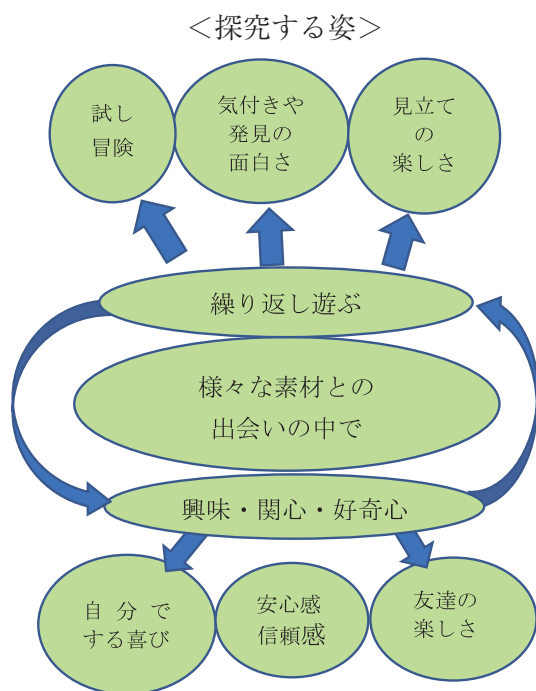 ＜探究する姿＞
試し
冒険
気付きや
発見の
面白さ
見立て
の
楽しさ
繰り返し遊ぶ
様々な素材との
出会いの中で
興味・関心・好奇心
自 分 で
する喜び
安心感
信頼感
友達の
楽しさ